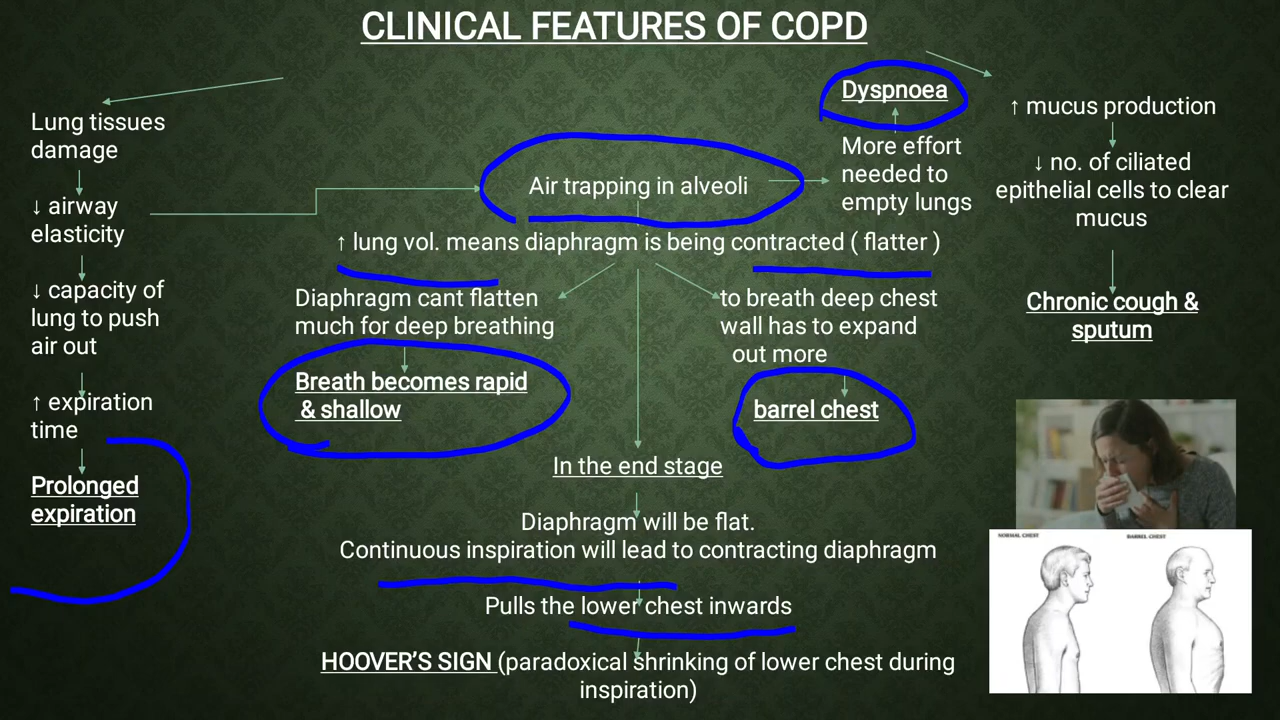 CLINICAL FEATURES OF COPD
Lung tissues
damage
↓ airway
elasticity
↓ capacity of
lung to push
air out
↑ expiration
time
Prolonged
expiration
Air trapping in alveoli
Dyspnoea
More effort
needed to
empty lungs
↑ lung vol. means diaphragm is being contracted ( flatter )
Diaphragm cant flatten
much for deep breathing
Breath becomes rapid
& shallow
to breath deep chest
wall has to expand
out more
barrel chest
In the end stage
Diaphragm will be flat.
Continuous inspiration will lead to contracting diaphragm
Pulls the lower chest inwards
HOOVER’S SIGN (paradoxical shrinking of lower chest during
inspiration)
↑ mucus production
↓ no. of ciliated
epithelial cells to clear
mucus
Chronic cough &
sputum
NORMAL CHEST
BARREL CHEST